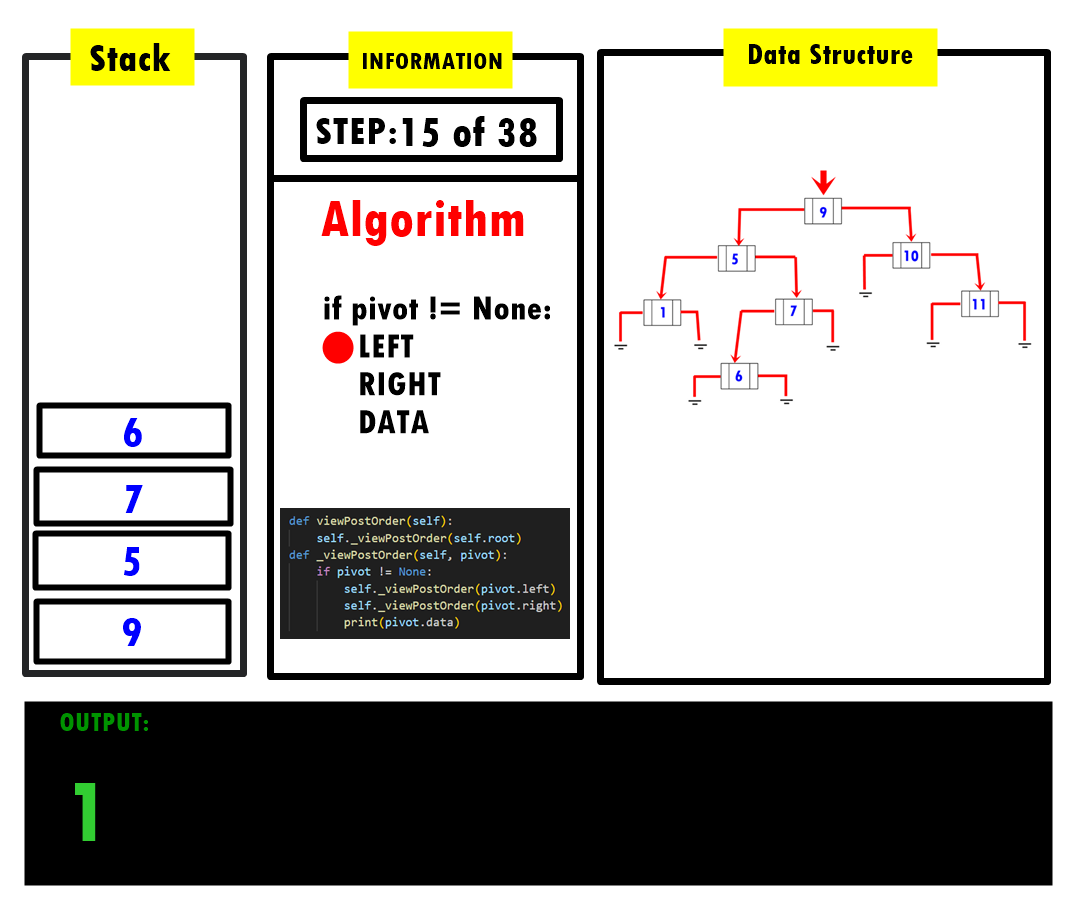 Stack
6
7
5
9
INFORMATION
STEP:15 of 38
Algorithm
if pivot != None:
LEFT
RIGHT
DATA
def viewPostOrder(self):
self._viewPostOrder(self.root)
def _viewPostOrder(self, pivot):
if pivot != None:
self._viewPostOrder(pivot.left)
self._viewPostOrder(pivot.right)
print(pivot.data)
Data Structure
9
5
10
1
7
11
6
OUTPUT:
1